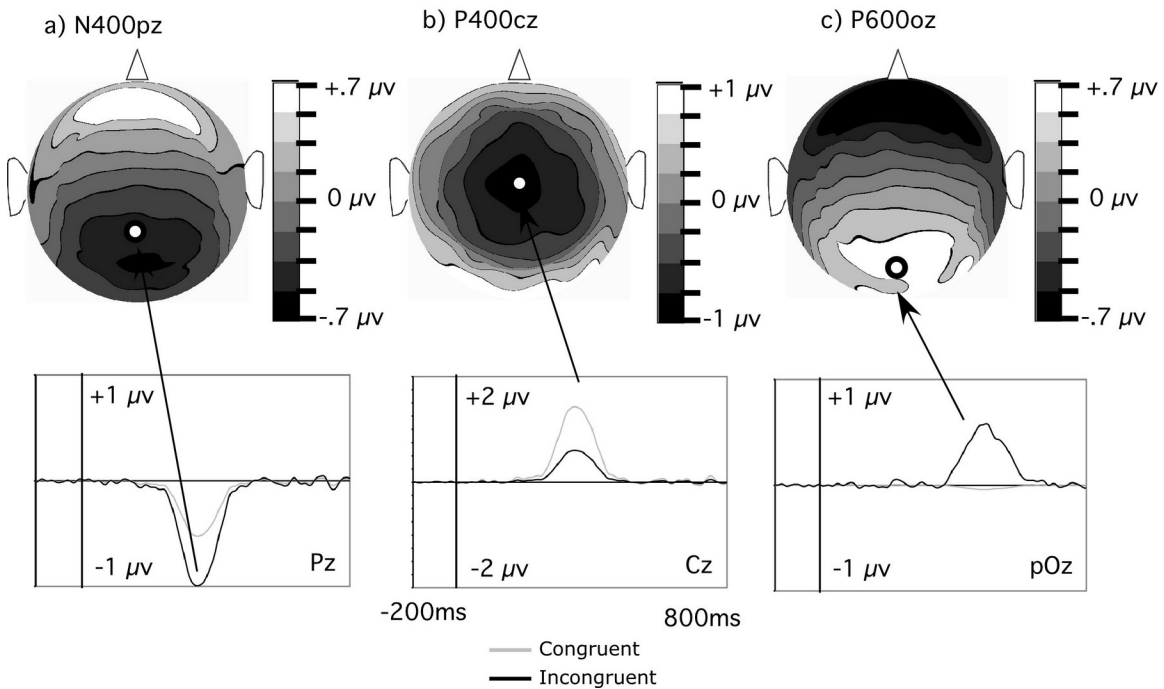 a) N400pz
+.7 µv
0 µv
-.7 µv
+1 µv
-1 µv
Pz
b) P400cz
+1 µv
0 µv
-1 µv
+2 µv
-2 µv
Cz
-200ms
800ms
c) P600oz
+.7 µv
0 µv
-.7 µv
+1 µv
-1 µv
pOz
Congruent
Incongruent